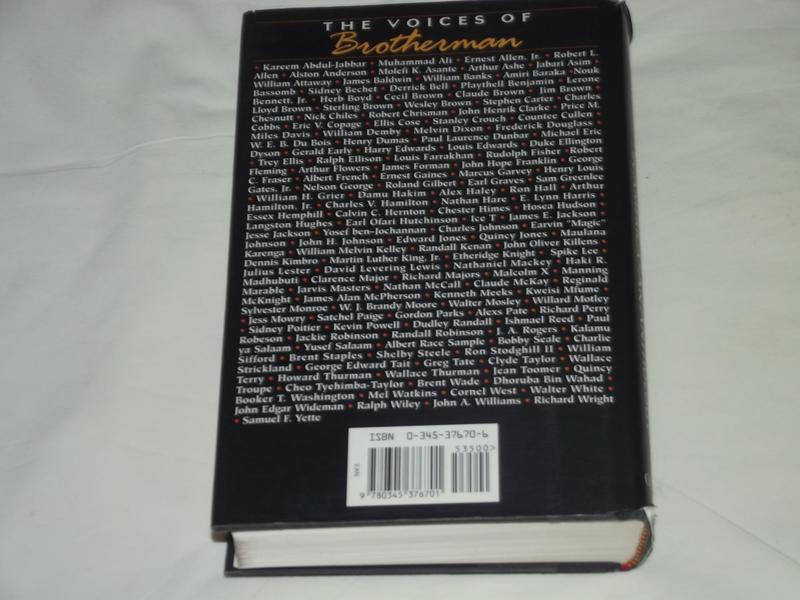 THE VOICES OF
Brotherman
• Kareem Abdul-Jabbar • Muhammad Ali • Ernest Allen, Jr. • Robert L.
Allen • Alston Anderson • Molefi K. Asante • Arthur Ashe • Jabari Asim
William Attaway • James Baldwin • William Banks • Amiri Baraka • Nouk
Bassomb • Sidney Bechet • Derrick Bell • Playthell Benjamin • Lerone
Bennett, Jr. • Herb Boyd • Cecil Brown • Claude Brown • Jim Brown •
Lloyd Brown • Sterling Brown • Wesley Brown • Stephen Carter • Charles
Chesnutt • Nick Chiles • Robert Chrisman • John Henrik Clarke • Price M.
Cobbs • Eric V. Copage • Ellis Cose • Stanley Crouch • Countee Cullen •
Miles Davis • William Demby • Melvin Dixon • Frederick Douglass •
W. E. B. Du Bois • Henry Dumas • Paul Laurence Dunbar • Michael Eric
Dyson • Gerald Early • Harry Edwards • Louis Edwards • Duke Ellington
• Trey Ellis • Ralph Ellison • Louis Farrakhan • Rudolph Fisher • Robert
Fleming • Arthur Flowers • James Forman • John Hope Franklin • George
C. Fraser • Albert French • Ernest Gaines • Marcus Garvey • Henry Louis
Gates, Jr. • Nelson George • Roland Gilbert • Earl Graves • Sam Greenlee
• William H. Grier • Damu Hakim • Alex Haley • Ron Hall • Arthur
Hamilton, Jr. • Charles V. Hamilton • Nathan Hare • E. Lynn Harris •
Essex Hemphill • Calvin C. Hernton • Chester Himes • Hosea Hudson •
Langston Hughes • Earl Ofari Hutchinson • Ice T • James E. Jackson •
Jesse Jackson • Yosef ben-Jochannan • Charles Johnson • Earvin "Magic"
Johnson • John H. Johnson • Edward Jones • Quincy Jones • Maulana
Karenga • William Melvin Kelley • Randall Kenan • John Oliver Killens •
Dennis Kimbro • Martin Luther King, Jr. • Etheridge Knight • Spike Lee •
Julius Lester • David Levering Lewis • Nathaniel Mackey • Haki R.
Madhubuti • Clarence Major • Richard Majors • Malcolm X • Manning
Marable • Jarvis Masters • Nathan McCall • Claude McKay • Reginald
McKnight • James Alan McPherson • Kenneth Meeks • Kweisi Mfume •
Sylvester Monroe • W. J. Brandy Moore • Walter Mosley • Willard Motley
• Jess Mowry • Satchel Paige • Gordon Parks • Alexs Pate • Richard Perry
• Sidney Poitier • Kevin Powell • Dudley Randall • Ishmael Reed • Paul
Robeson • Jackie Robinson • Randall Robinson • J. A. Rogers • Kalamu
ya Salaam • Yusef Salaam • Albert Race Sample • Bobby Seale • Charlie
Sifford • Brent Staples • Shelby Steele • Ron Stodghill II • William
Strickland • George Edward Tait • Greg Tate • Clyde Taylor • Wallace
Terry • Howard Thurman • Wallace Thurman • Jean Toomer • Quincy
Troupe • Cheo Tyehimba-Taylor • Brent Wade • Dhoruba Bin Wahad •
Booker T. Washington • Mel Watkins • Cornel West • Walter White •
John Edgar Wideman • Ralph Wiley • John A. Williams • Richard Wright
• Samuel F. Yette
ISBN 0-345-37670-6
53500>
EAN
9 780345 376701